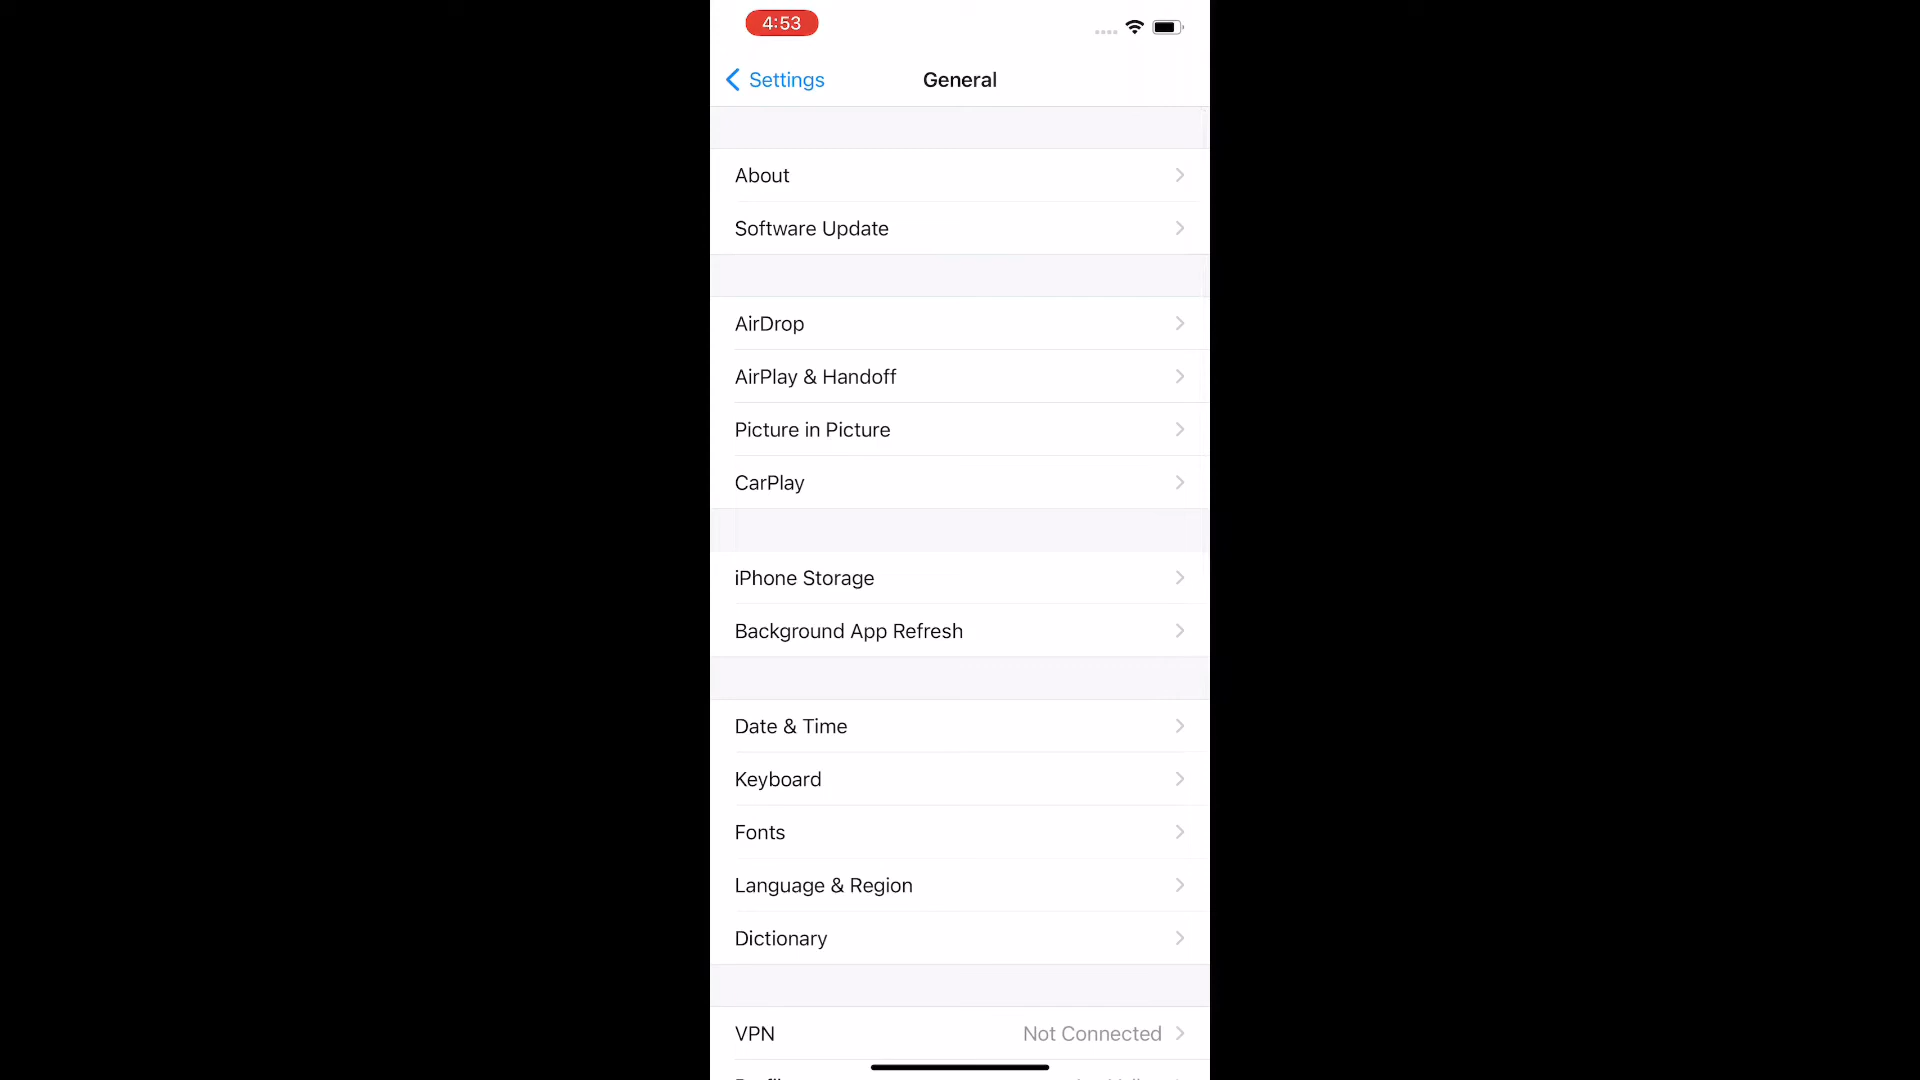 4:53
Settings
General
About
Software Update
AirDrop
AirPlay & Handoff
Picture in Picture
CarPlay
iPhone Storage
Background App Refresh
Date & Time
Keyboard
Fonts
Language & Region
Dictionary
VPN Not Connected